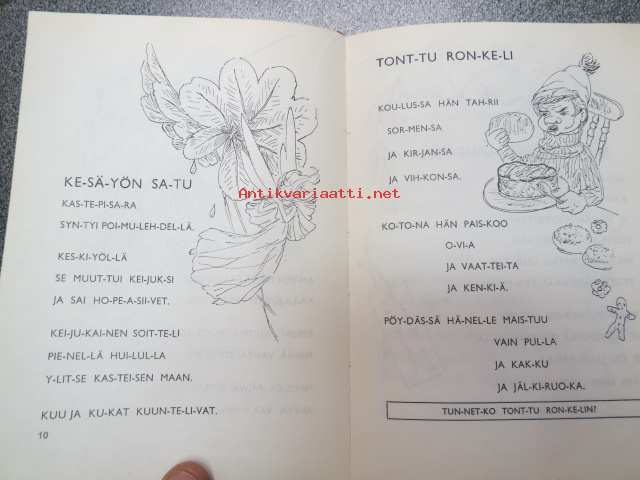 KE-SÄ-YÖN SA-TU
KAS-TE-PI-SA-RA
SYN-TYI POI-MU-LEH-DEL-LÄ.
KES-KI-YÖL-LÄ
SE MUUT-TUI KEI-JUK-SI
JA SAI HO-PE-A-SII-VET.
KEI-JU-KAI-NEN SOIT-TE-LI
PIE-NEL-LÄ HUI-LUL-LA
Y-LIT-SE KAS-TEI-SEN MAAN.
KUU JA KU-KAT KUUN-TE-LI-VAT.
10
TONT-TU RON-KE-LI
KOU-LUS-SA HÄN TAH-RII
SOR-MEN-SA
JA KIR-JAN-SA
JA VIH-KON-SA.
KO-TO-NA HÄN PAIS-KOO
O-VI-A
JA VAAT-TEI-TA
JA KEN-KI-Ä.
PÖY-DÄS-SÄ HÄ-NEL-LE MAIS-TUU
VAIN PUL-LA
JA KAK-KU
JA JÄL-KI-RUO-KA.
TUN-NET-KO TONT-TU RON-KE-LIN?
Antikvariaatti.net